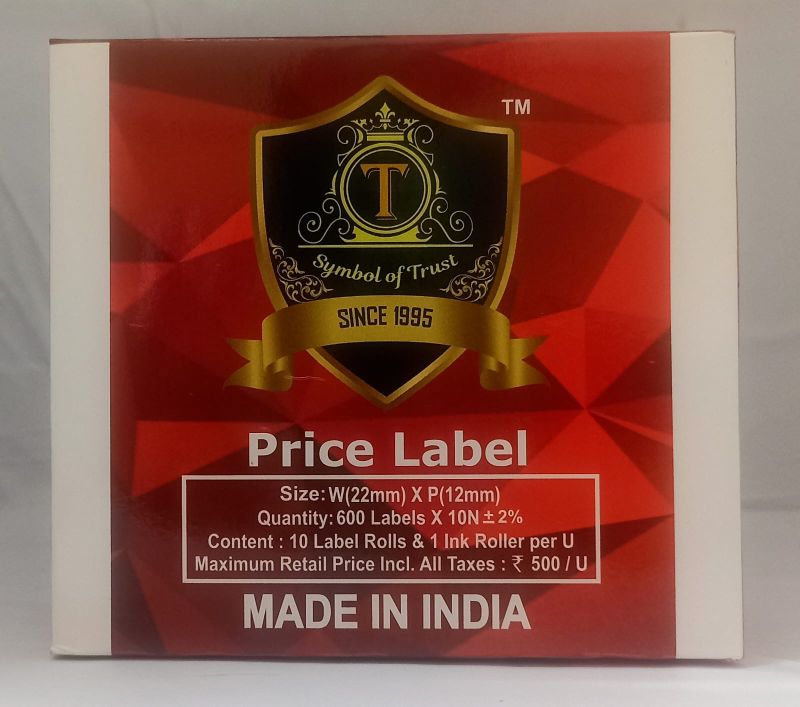 TM
T
Symbol of Trust
SINCE 1995
Price Label
Size: W(22mm) X P(12mm)
Quantity: 600 Labels X 10N ± 2%
Content : 10 Label Rolls & 1 Ink Roller per U
Maximum Retail Price Incl. All Taxes : ₹ 500 / U
MADE IN INDIA